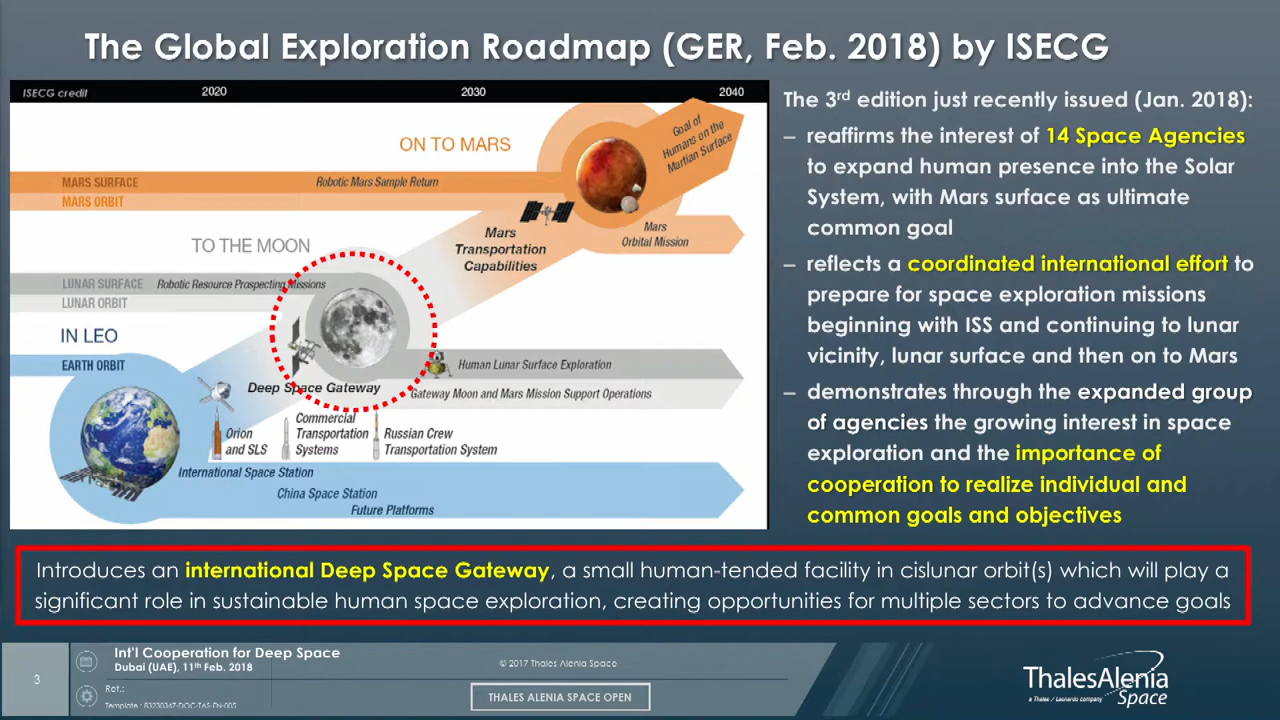 The Global Exploration Roadmap (GER, Feb. 2018) by ISECG
ISECG credit
2020
2030
2040
ON TO MARS
Goal of
Humans on the
Martian Surface
MARS SURFACE
Robotic Mars Sample Return
MARS ORBIT
Mars
Transportation
Capabilities
Mars
Orbital Mission
TO THE MOON
LUNAR SURFACE
Robotic Resource Prospecting Missions
LUNAR ORBIT
IN LEO
EARTH ORBIT
Human Lunar Surface Exploration
Deep Space Gateway
Gateway Moon and Mars Mission Support Operations
Orion
and SLS
Commercial
Transportation
Systems
Russian Crew
Transportation System
International Space Station
China Space Station
Future Platforms
The 3rd edition just recently issued (Jan. 2018):
– reaffirms the interest of 14 Space Agencies
to expand human presence into the Solar
System, with Mars surface as ultimate
common goal
– reflects a coordinated international effort to
prepare for space exploration missions
beginning with ISS and continuing to lunar
vicinity, lunar surface and then on to Mars
– demonstrates through the expanded group
of agencies the growing interest in space
exploration and the importance of
cooperation to realize individual and
common goals and objectives
Introduces an international Deep Space Gateway, a small human-tended facility in cislunar orbit(s) which will play a
significant role in sustainable human space exploration, creating opportunities for multiple sectors to advance goals
3
Int'l Cooperation for Deep Space
Dubai (UAE), 11th Feb. 2018
Ref.:
Template : 83230347-DOC-TAS-EN-005
© 2017 Thales Alenia Space
THALES ALENIA SPACE OPEN
ThalesAlenia
a Thales / Leonardo company
Space